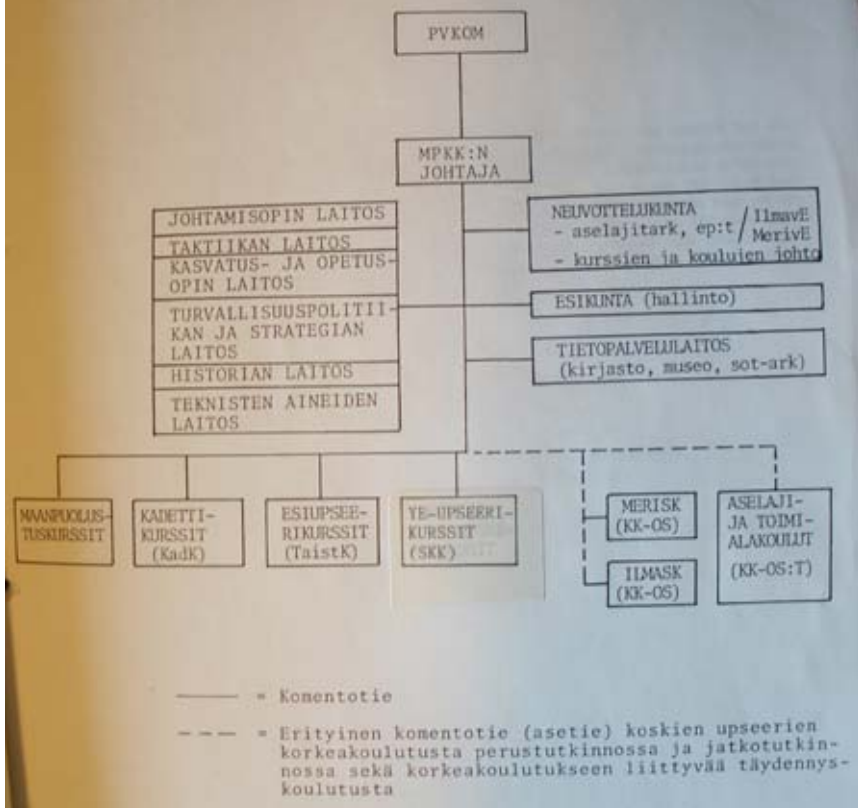 PVKOM
MPKK:N
JOHTAJA
JOHTAMISOPIN LAITOS
TAKTIIKAN LAITOS
KASVATUS- JA OPETUS-
OPIN LAITOS
TURVALLISUUSPOLITII-
KAN JA STRATEGIAN
LAITOS
HISTORIAN LAITOS
TEKNISTEN AINEIDEN
LAITOS
NEUVOTTELUKUNTA
- aselajitark, ep:t / IlmavE
MerivE
- kurssien ja koulujen johto
ESIKUNTA (hallinto)
TIETOPALVELULAITOS
(kirjasto, museo, sot-ark)
MAANPUOLUS-
TUSKURSSIT
KADETTI-
KURSSIT
(KadK)
ESIUPSEE-
RIKURSSIT
(TaistK)
YE-UPSEERI-
KURSSIT
(SKK)
MERISK
(KK-OS)
ILMASK
(KK-OS)
ASELAJI-
JA TOIMI-
ALAKOULUT
(KK-OS:T)
——— = Komentotie
--- = Erityinen komentotie (asetie) koskien upseerien
korkeakoulutusta perustutkinnossa ja jatkotutkin-
nossa sekä korkeakoulutukseen liittyvää täydennys-
koulutusta